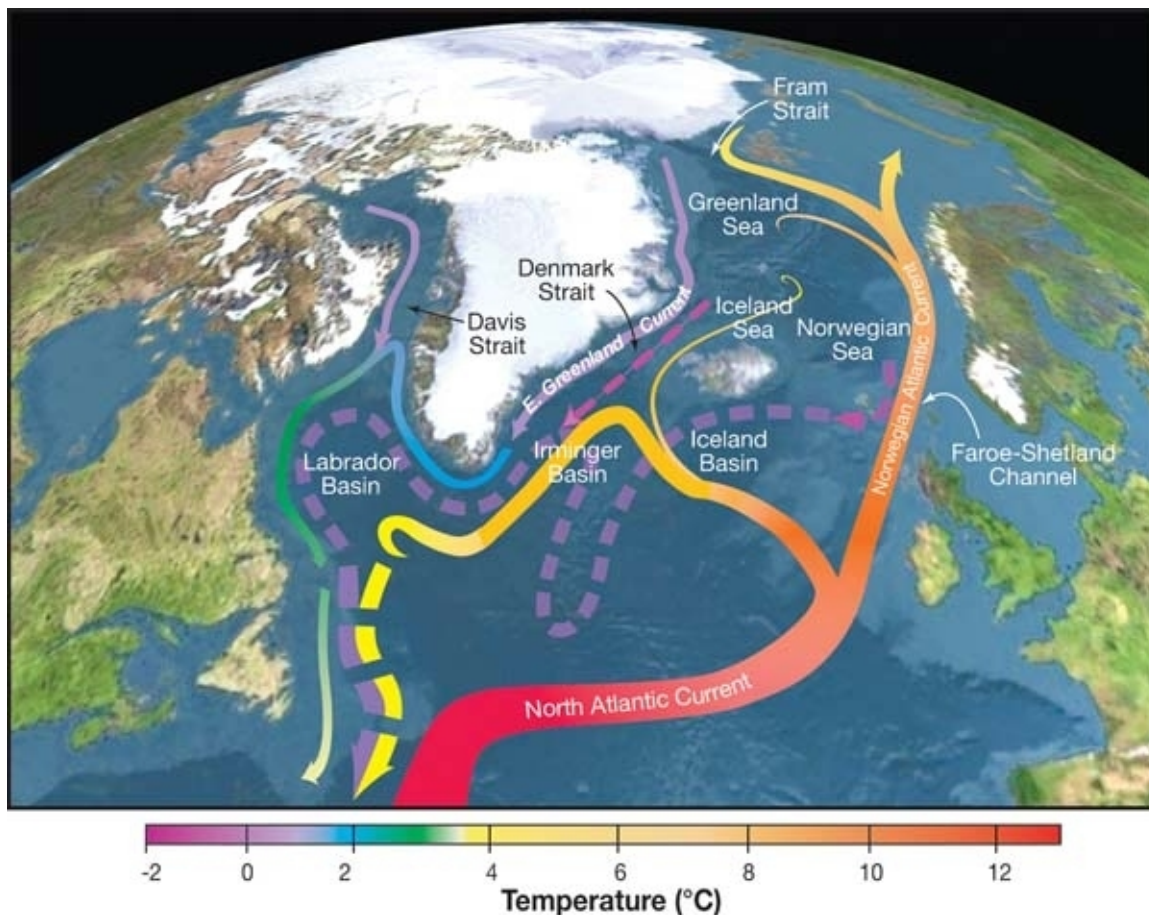 Fram
Strait
Greenland
Sea
Denmark
Strait
Iceland
Sea
Norwegian
Sea
Davis
Strait
E. Greenland Current
Norwegian Atlantic Current
Labrador
Basin
Irminger
Basin
Iceland
Basin
Faroe-Shetland
Channel
North Atlantic Current
-2 0 2 4 6 8 10 12
Temperature (°C)